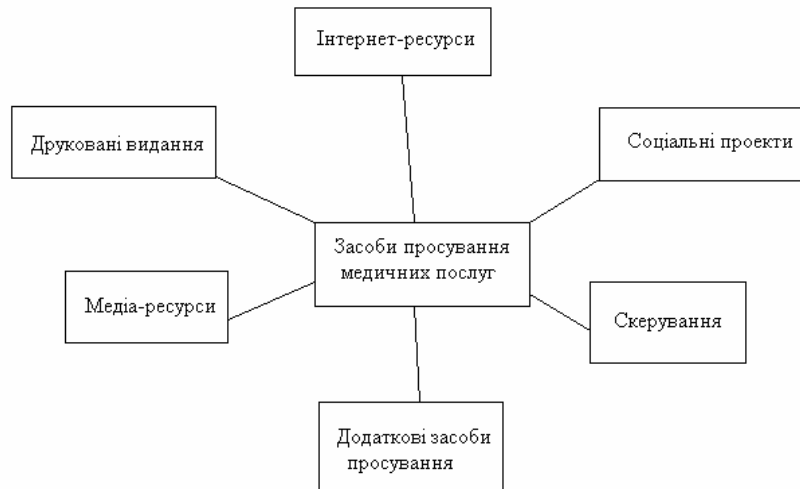 Інтернет-ресурси
Друковані видання
Соціальні проекти
Засоби просування
медичних послуг
Медіа-ресурси
Скерування
Додаткові засоби
просування